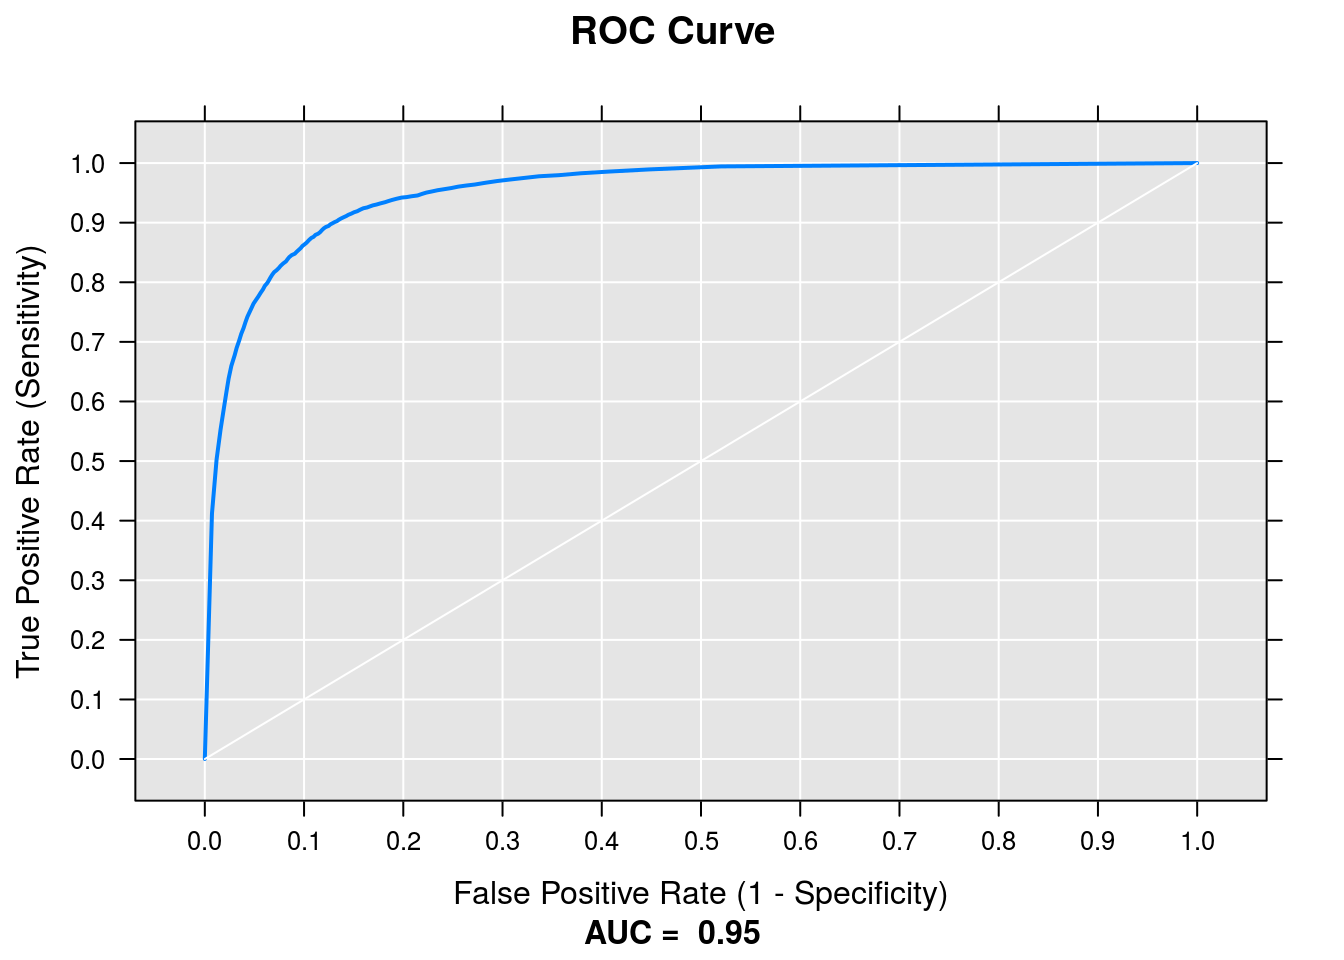 ROC Curve
1.0
0.9
0.8
0.7
0.6
0.5
0.4
0.3
0.2
0.1
0.0
True Positive Rate (Sensitivity)
0.0 0.1 0.2 0.3 0.4 0.5 0.6 0.7 0.8 0.9 1.0
False Positive Rate (1 - Specificity)
AUC =  0.95